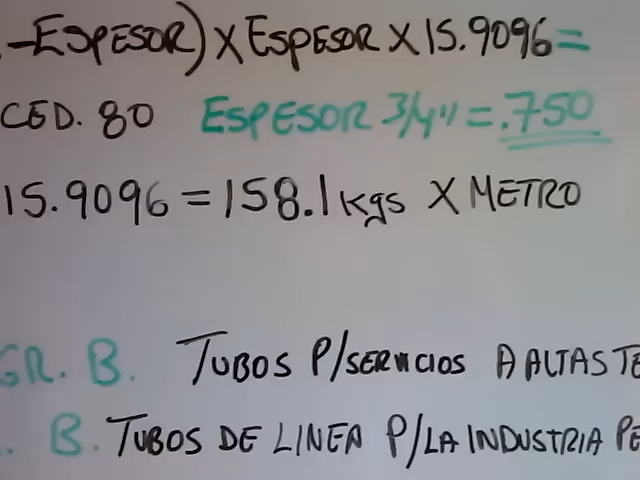 -ESPESOR) X ESPESOR X 15.9096=
CED. 80 ESPESOR 3/4" = .750
15.9096 = 158.1 kgs X METRO
GR. B. TUBOS P/SERVICIOS A ALTAS TE
. B. TUBOS DE LINEA P/LA INDUSTRIA PE